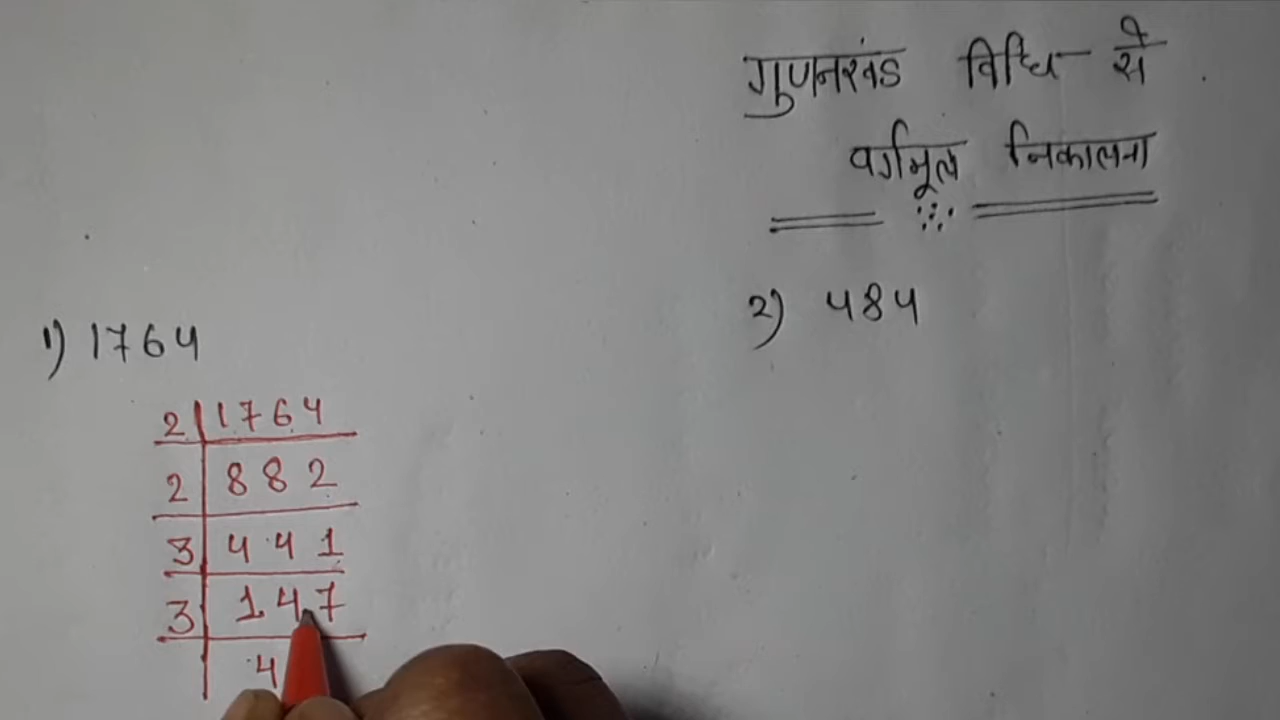 गुणनखंड विधि से
वर्गमूल निकालना
1) 1764
2 | 1764
2 | 882
3 | 441
3 | 147
4
2) 484